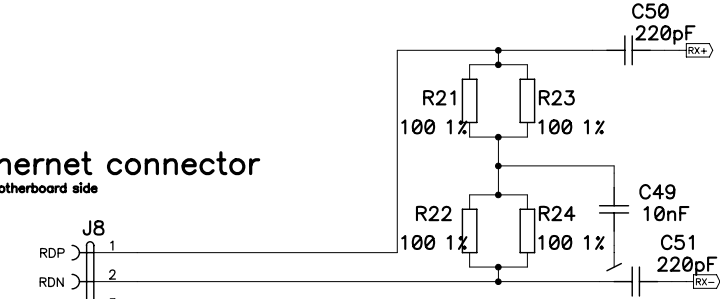 C50
220pF
RX+
R21
R23
100 1%
100 1%
hernet connector
otherboard side
C49
10nF
R22
R24
100 1%
100 1%
J8
C51
220pF
RDP
1
RDN
2
RX-